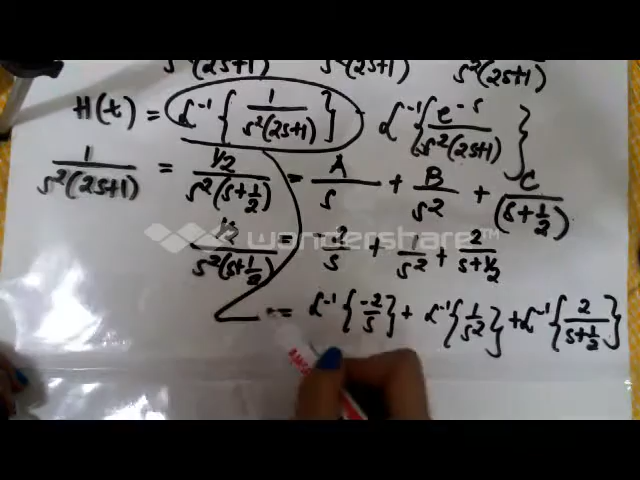 s²(2s+1) s²(2s+1) s²(2s+1)
H(t) = ℒ⁻¹{1/s²(2s+1)} - ℒ⁻¹{e⁻ˢ/s²(2s+1)}
1/s²(2s+1) = ½/s²(s+½) = A/s + B/s² + C/(s+½)
½/s²(s+½) = -2/s + 1/s² + 2/s+½
wondershare™
= ℒ⁻¹{-2/s} + ℒ⁻¹{1/s²} + ℒ⁻¹{2/s+½}